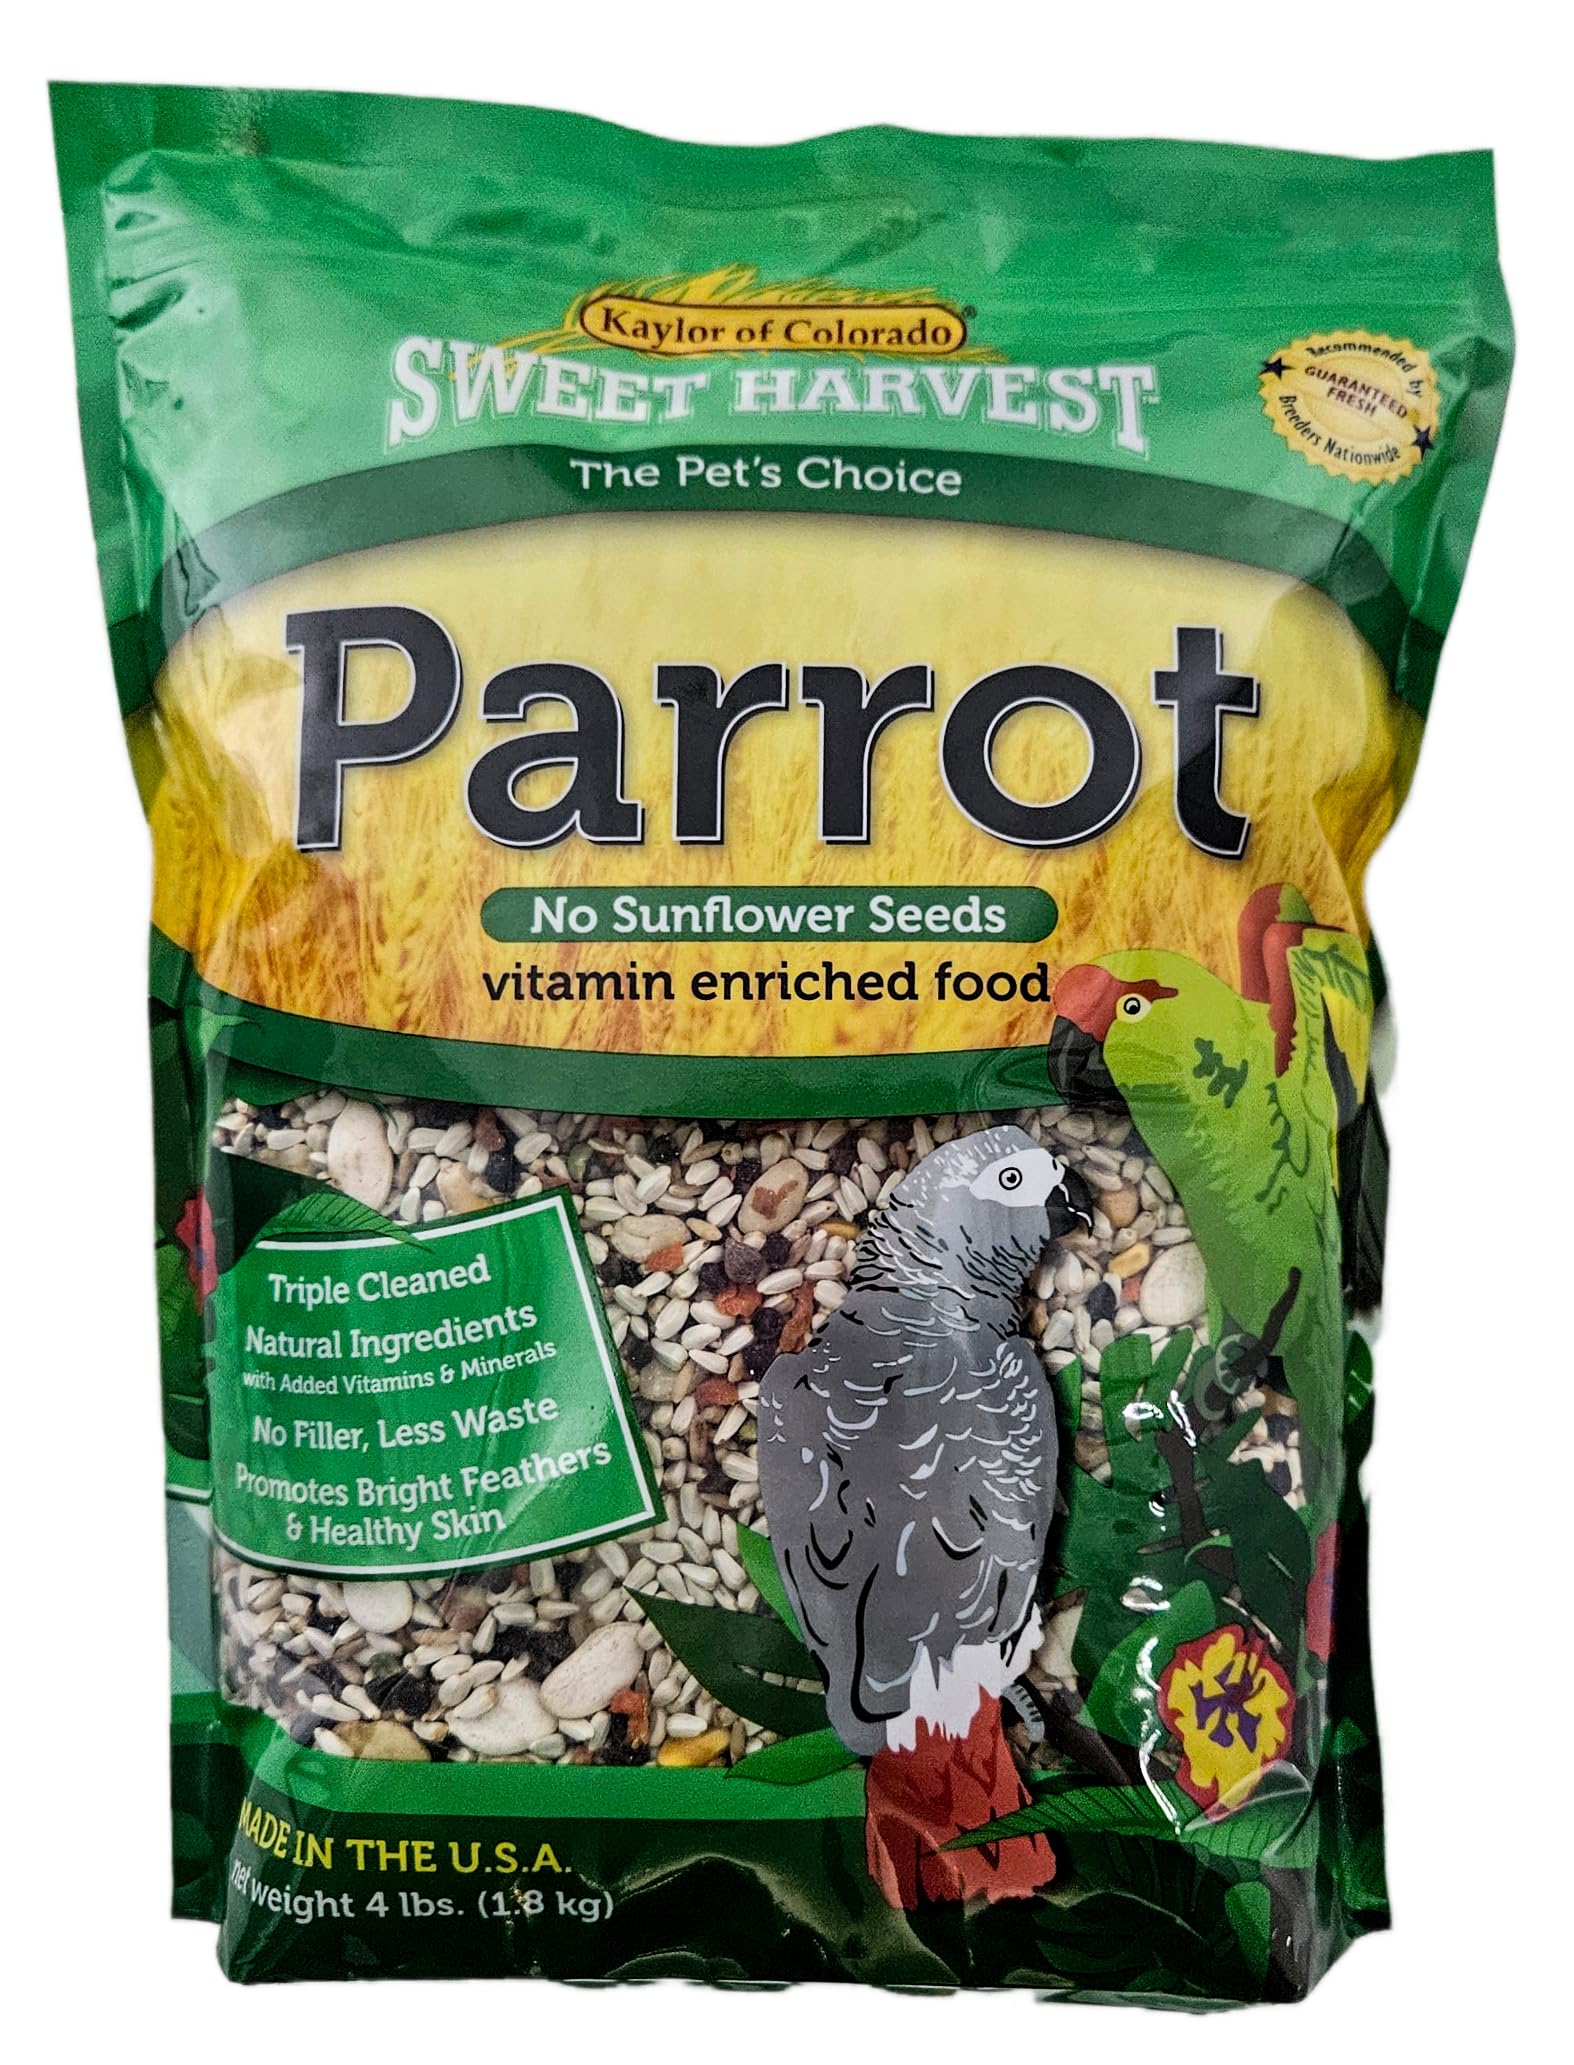 Kaylor of Colorado®
SWEET HARVEST™
The Pet's Choice
Recommended by
GUARANTEED
FRESH
Breeders Nationwide
Parrot
No Sunflower Seeds
vitamin enriched food
Triple Cleaned
Natural Ingredients
with Added Vitamins & Minerals
No Filler, Less Waste
Promotes Bright Feathers
& Healthy Skin
MADE IN THE U.S.A.
net weight 4 lbs. (1.8 kg)